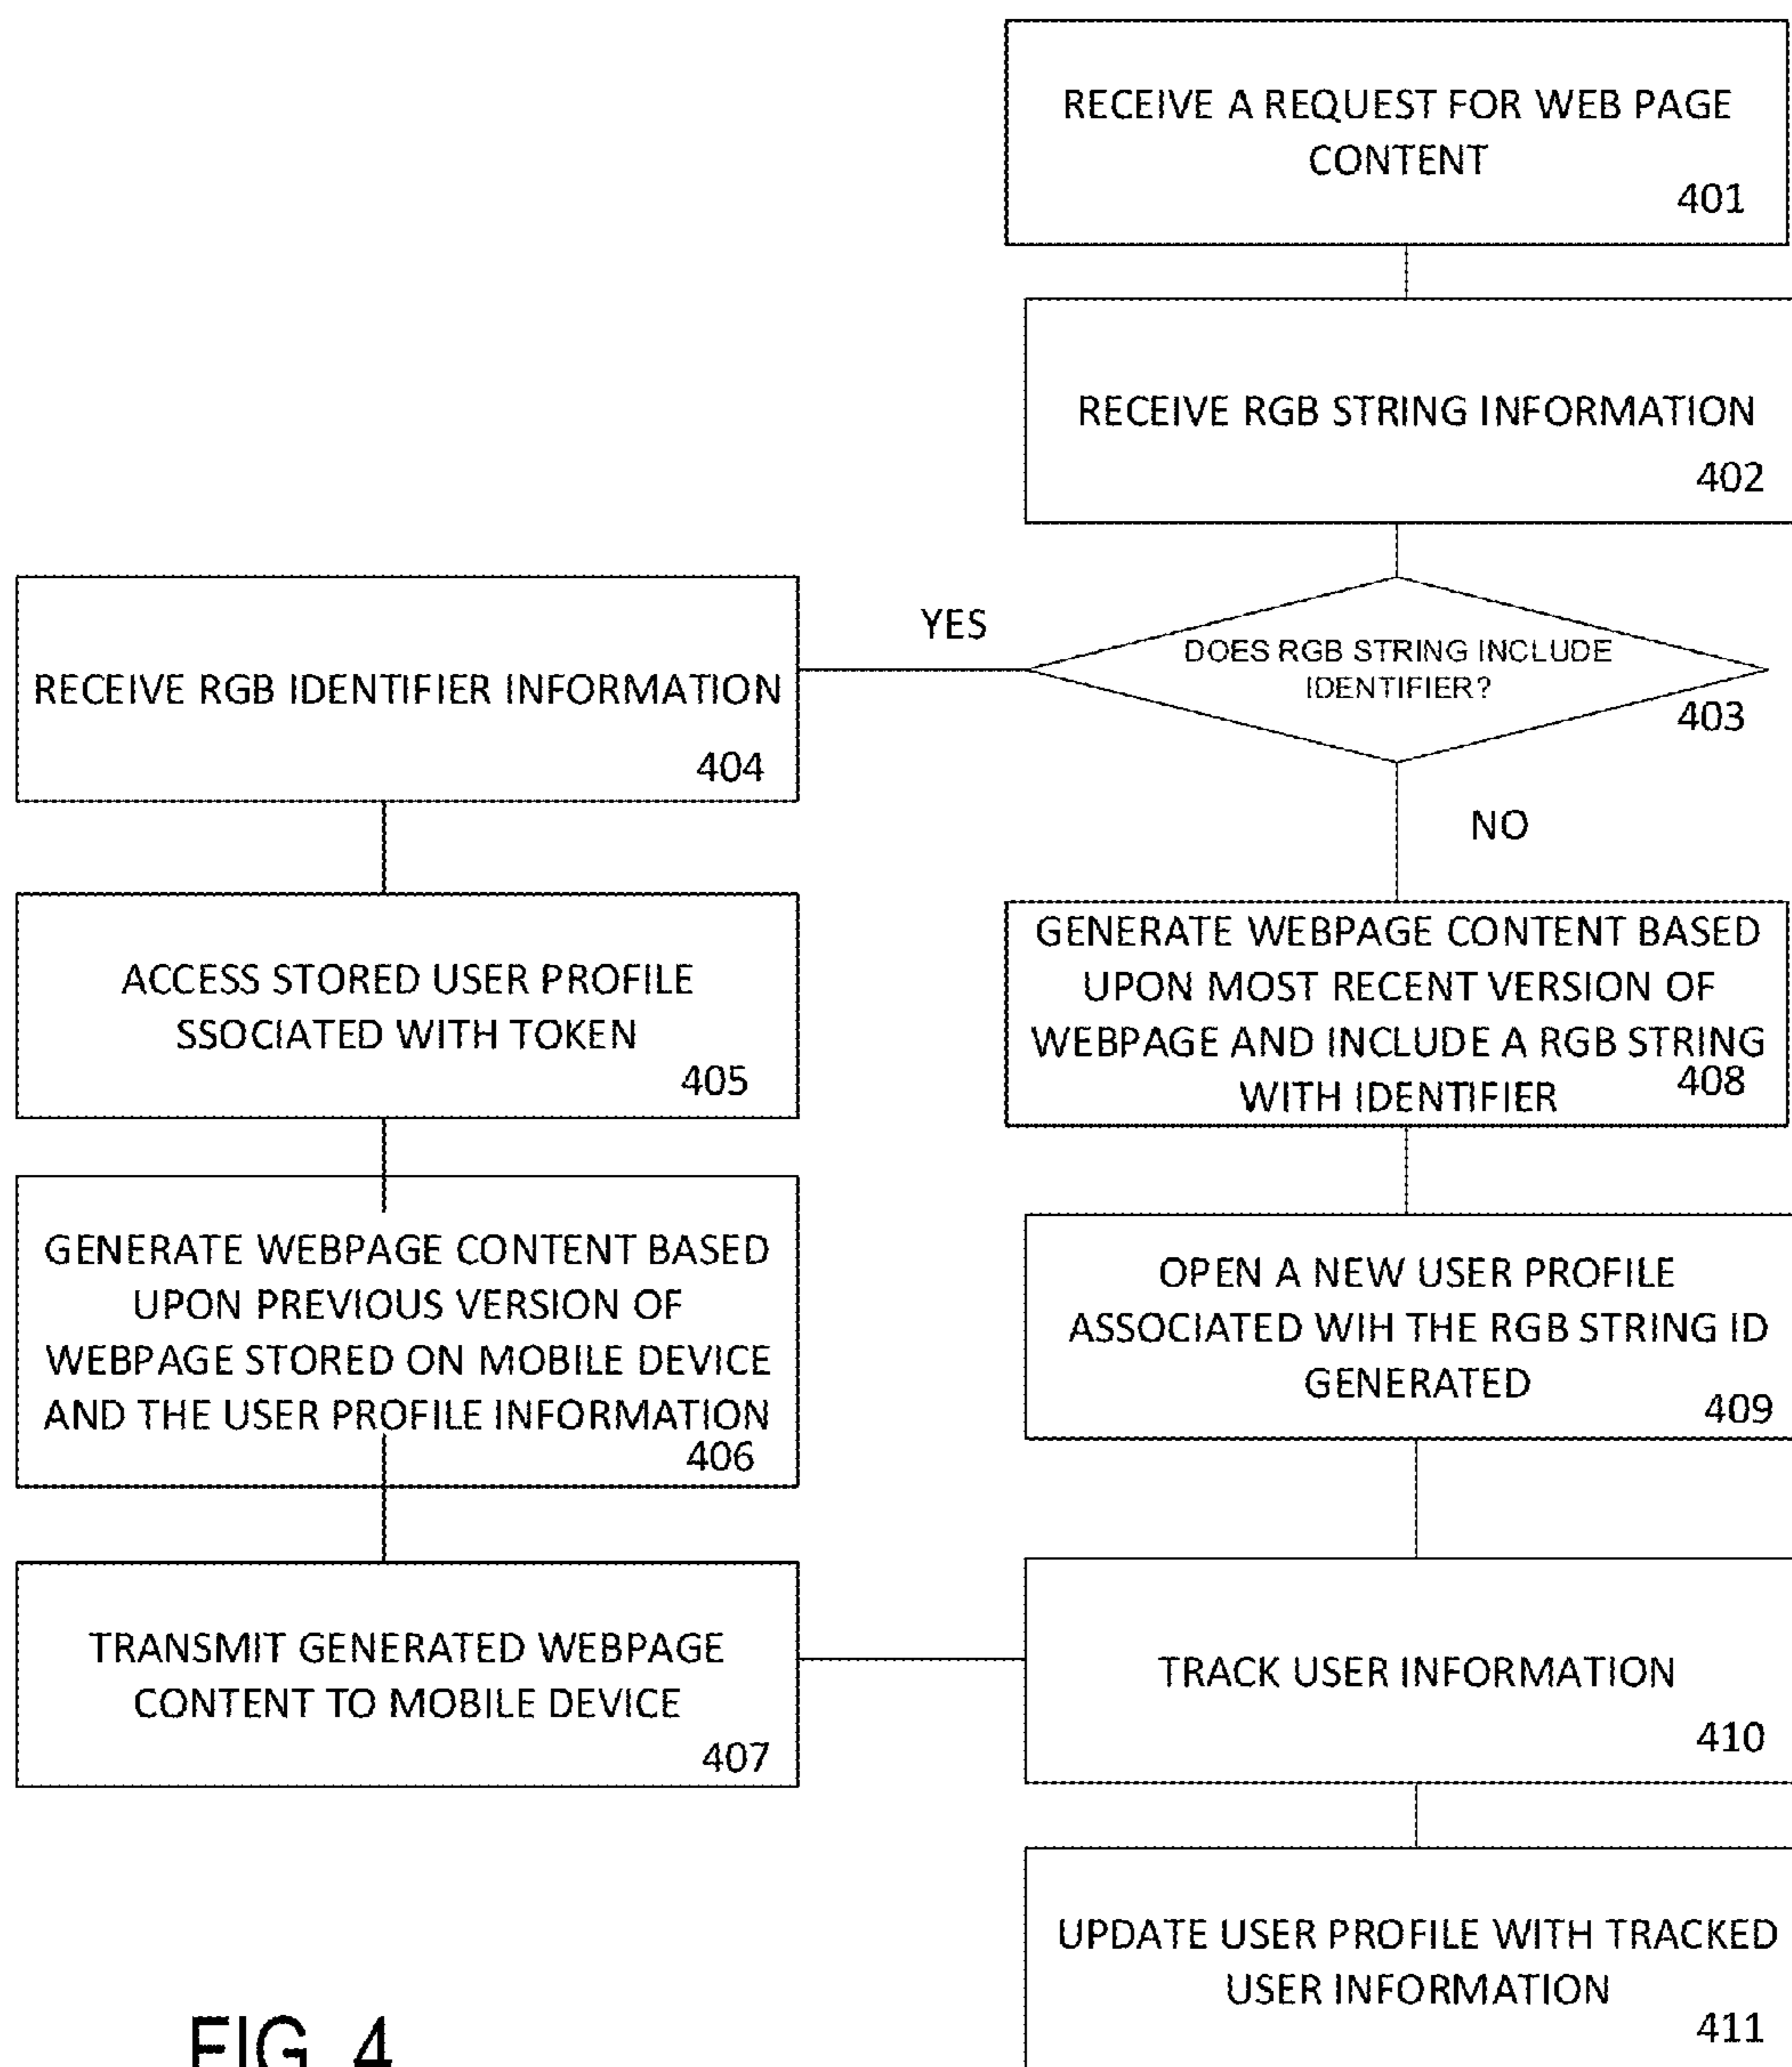 RECEIVE A REQUEST FOR WEB PAGE
CONTENT
401
RECEIVE RGB STRING INFORMATION
402
DOES RGB STRING INCLUDE
IDENTIFIER?
403
YES
RECEIVE RGB IDENTIFIER INFORMATION
404
ACCESS STORED USER PROFILE
SSOCIATED WITH TOKEN
405
GENERATE WEBPAGE CONTENT BASED
UPON PREVIOUS VERSION OF
WEBPAGE STORED ON MOBILE DEVICE
AND THE USER PROFILE INFORMATION
406
TRANSMIT GENERATED WEBPAGE
CONTENT TO MOBILE DEVICE
407
NO
GENERATE WEBPAGE CONTENT BASED
UPON MOST RECENT VERSION OF
WEBPAGE AND INCLUDE A RGB STRING
WITH IDENTIFIER
408
OPEN A NEW USER PROFILE
ASSOCIATED WIH THE RGB STRING ID
GENERATED
409
TRACK USER INFORMATION
410
UPDATE USER PROFILE WITH TRACKED
USER INFORMATION
411
FIG. 4